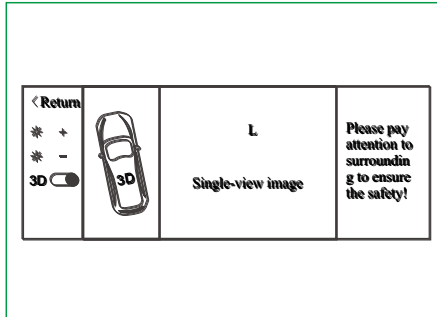 Return
+
-
3D
3D
L
Single-view image
Please pay
attention to
surroundin
g to ensure
the safety!